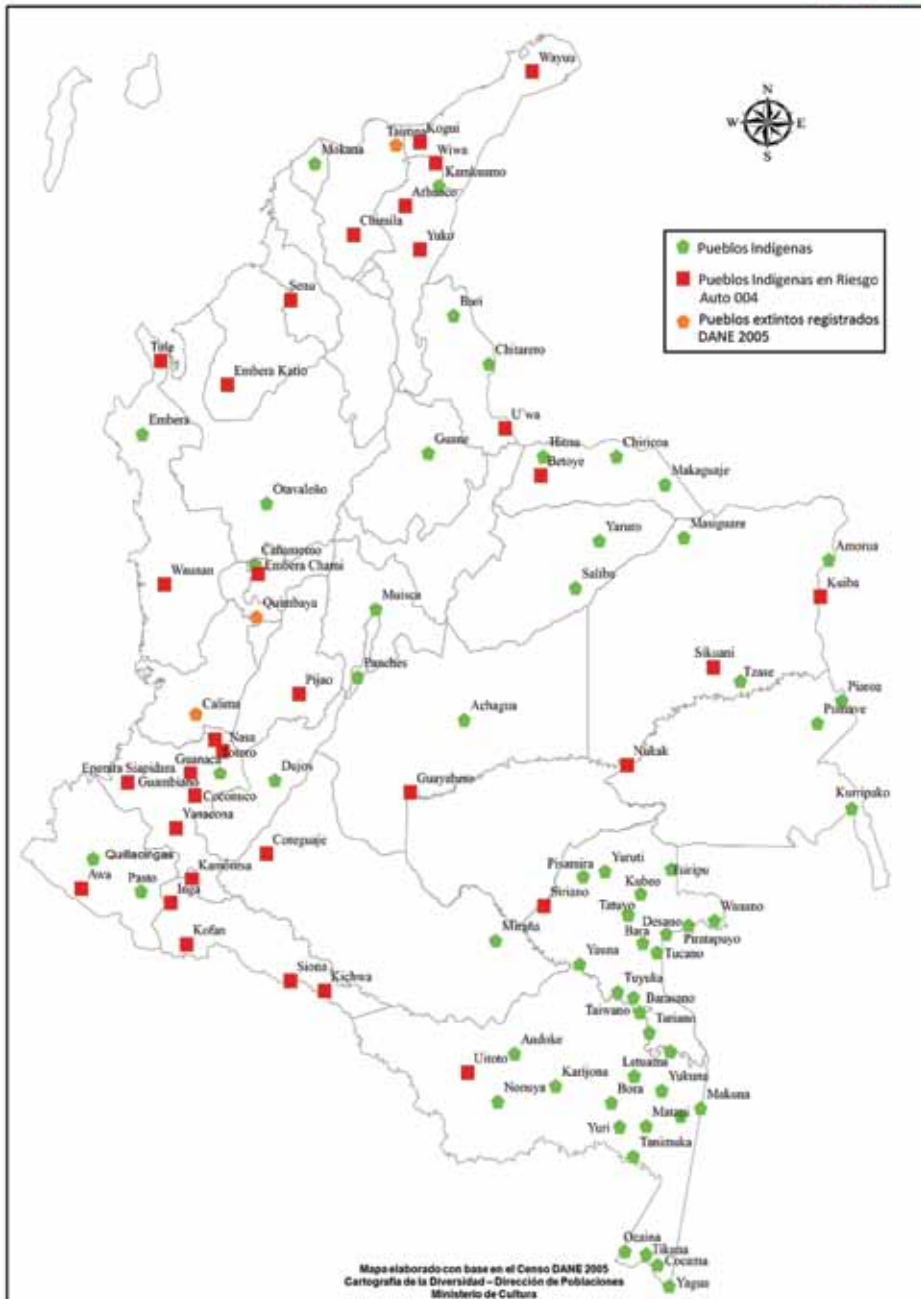 Wayuu
N
W E
S
Taironа
Kogui
Mokana
Wiwa
Kamkuamo
Arhuaco
Chimila
Yuko
Pueblos Indígenas
Pueblos Indígenas en Riesgo
Auto 004
Pueblos extintos registrados
DANE 2005
Senu
Bari
Tule
Chitarero
Embera Katio
U´wa
Embera
Guane
Hitnu
Chiricoa
Betoye
Makaguaje
Otavaleño
Masiguare
Yaruro
Amorua
Cañamomo
Embera Chami
Waunan
Saliba
Kuiba
Quimbaya
Muisca
Sikuani
Panches
Tzase
Pijao
Piaroa
Calima
Achagua
Puinave
Nasa
Totoro
Nukak
Guanaca
Eperara Siapidara
Guambiano
Dujos
Guayabero
Coconuco
Kurripako
Yanacona
Coreguaje
Quillacingas
Kamëntsa
Pisamira
Yuruti
Awa
Pasto
Kubeo
Inga
Siriano
Tatuyo
Wanano
Desano
Kofan
Miraña
Bara
Piratapuyo
Yauna
Tucano
Siona
Kichwa
Tuyuka
Barasano
Taiwano
Tariano
Andoke
Uitoto
Letuama
Karijona
Yukuna
Nonuya
Bora
Makuna
Matapi
Yuri
Tanimuka
Ocaina
Tikuna
Cocama
Yagua
Mapa elaborado con base en el Censo DANE 2005
Cartografía de la Diversidad – Dirección de Poblaciones
Ministerio de Cultura